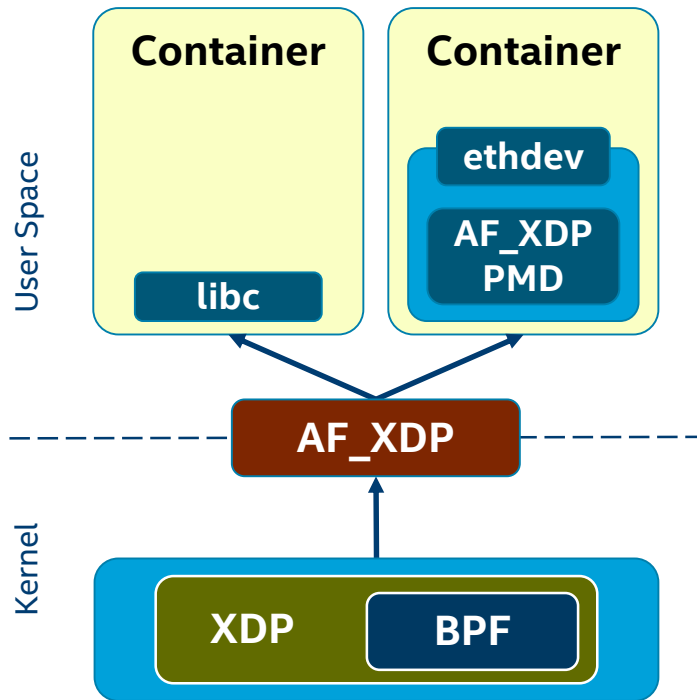 Container
Container
User Space
ethdev
AF_XDP
PMD
libc
AF_XDP
Kernel
XDP
BPF